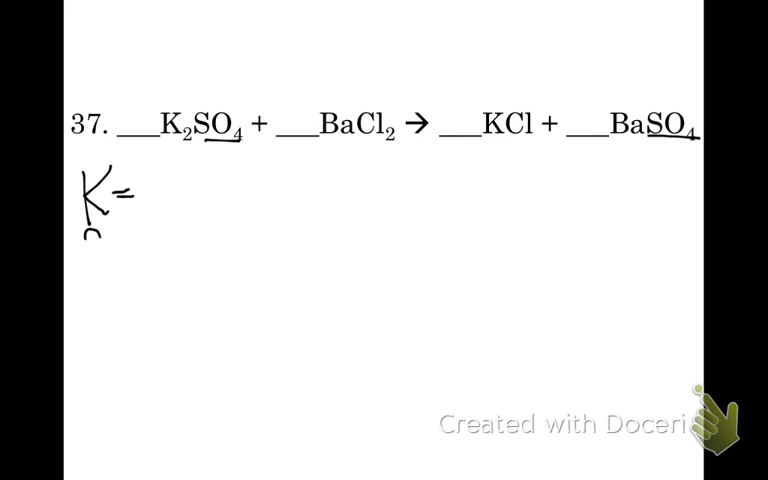 37. ___K₂SO₄ + ___BaCl₂ → ___KCl + ___BaSO₄
K=
Created with Doceri